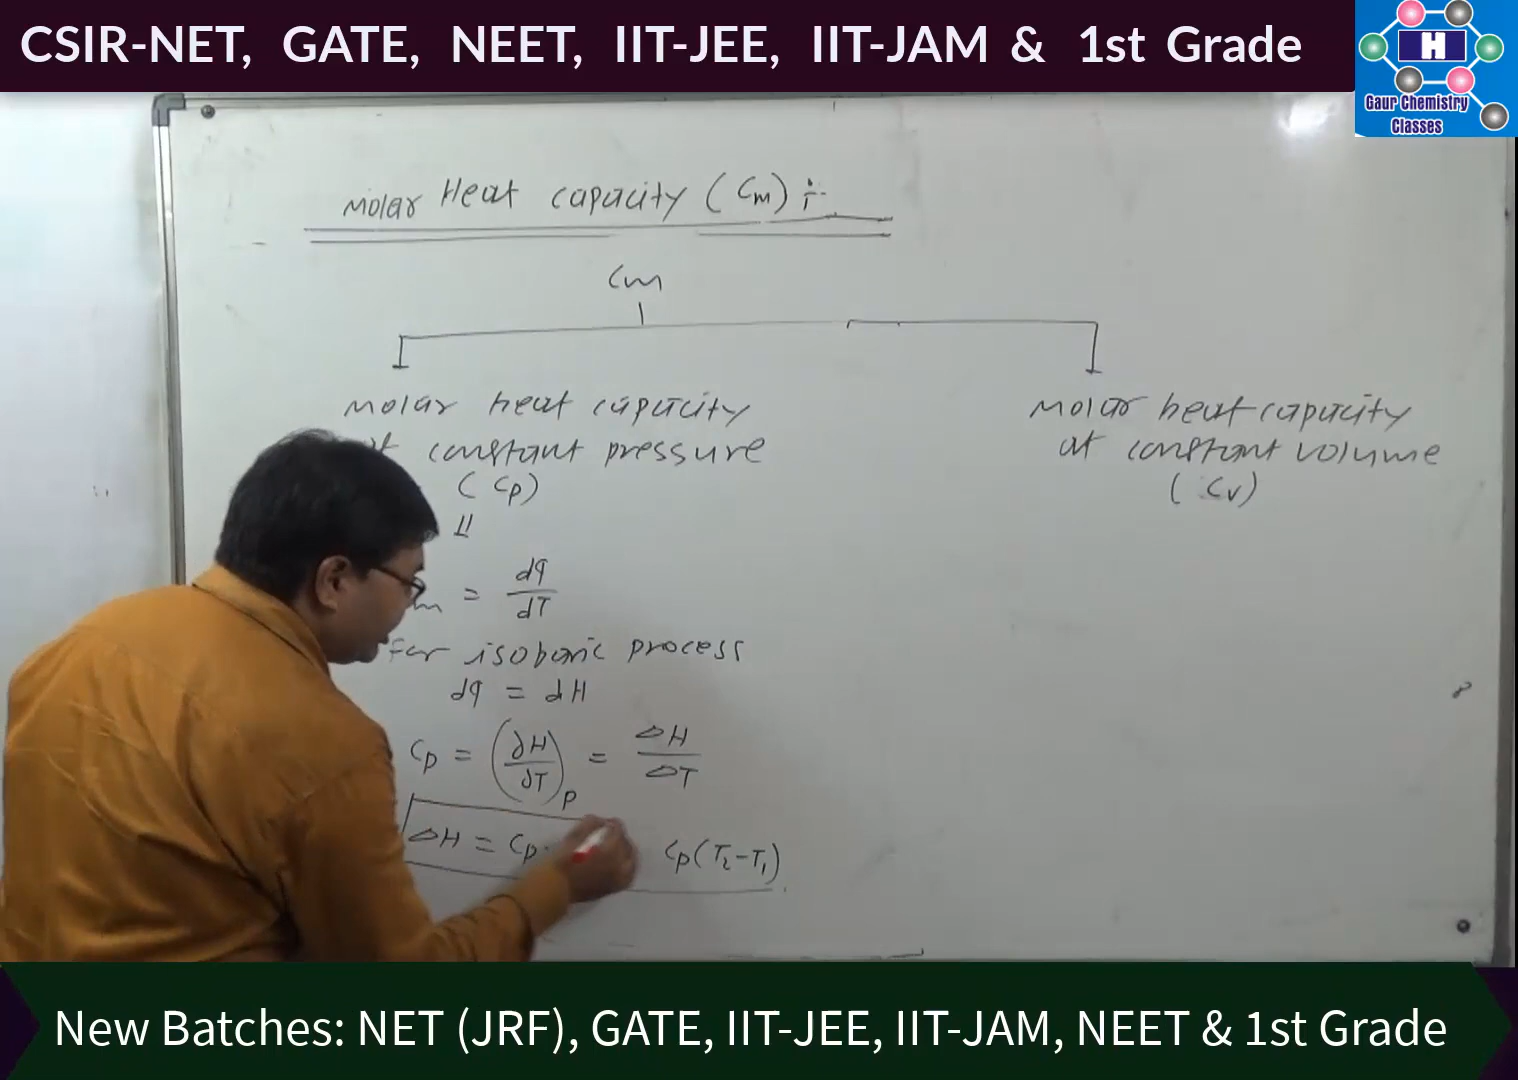 CSIR-NET, GATE, NEET, IIT-JEE, IIT-JAM & 1st Grade
H
Gaur Chemistry
Classes
Molar Heat capacity (Cm) :-
Cm
Molar heat capacity
at constant pressure
(Cp)
Molar heat capacity
at constant volume
(Cv)
m = dq/dT
For isobaric process
dq = dH
Cp = (∂H/∂T)p = ΔH/ΔT
ΔH = Cp. Cp(T2-T1)
New Batches: NET (JRF), GATE, IIT-JEE, IIT-JAM, NEET & 1st Grade